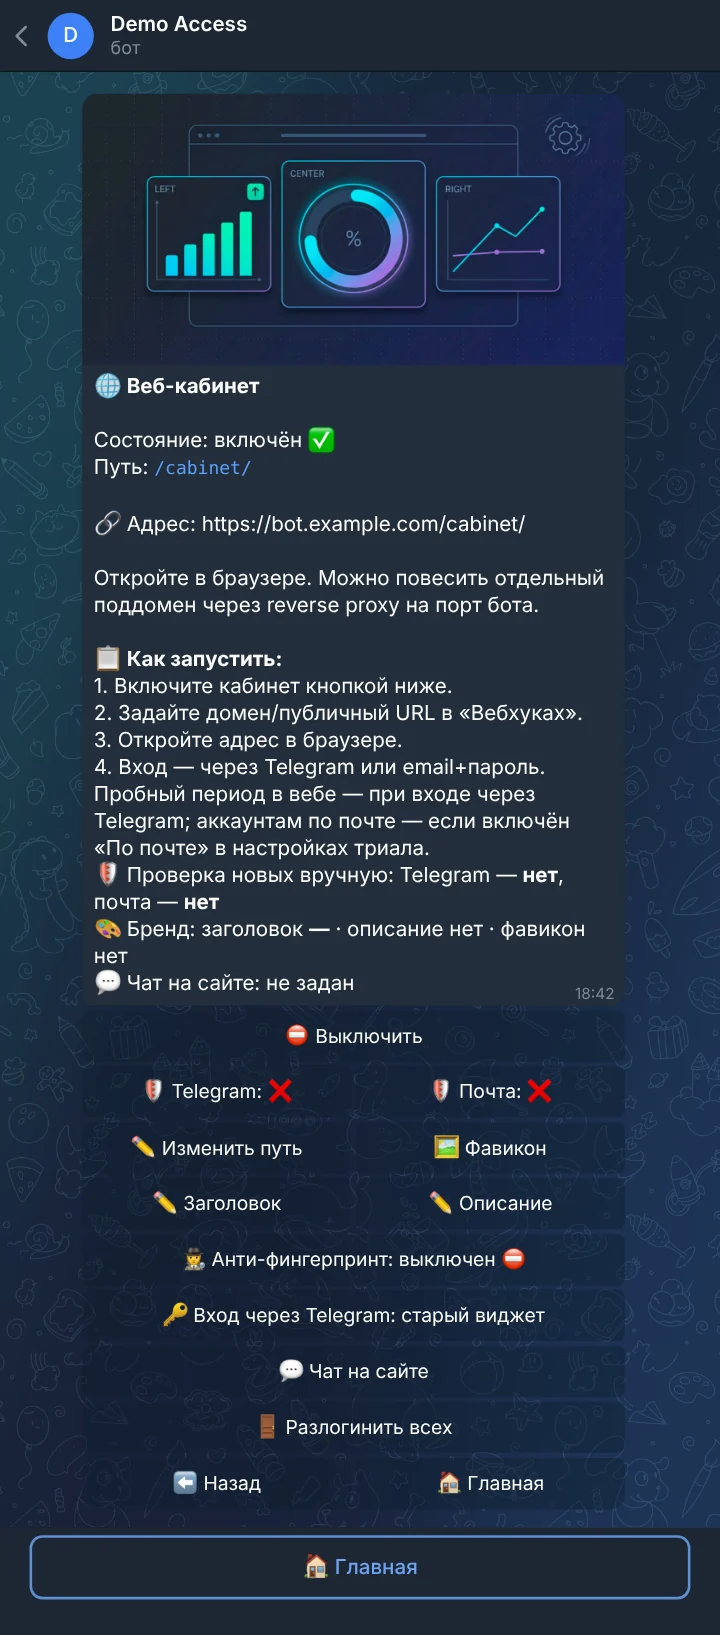 D
Demo Access
бот
LEFT
CENTER
RIGHT
%
🌐 Веб-кабинет
Состояние: включён ✅
Путь: /cabinet/
🔗 Адрес: https://bot.example.com/cabinet/
Откройте в браузере. Можно повесить отдельный
поддомен через reverse proxy на порт бота.
📋 Как запустить:
1. Включите кабинет кнопкой ниже.
2. Задайте домен/публичный URL в «Вебхуках».
3. Откройте адрес в браузере.
4. Вход — через Telegram или email+пароль.
Пробный период в вебе — при входе через
Telegram; аккаунтам по почте — если включён
«По почте» в настройках триала.
🛡 Проверка новых вручную: Telegram — нет,
почта — нет
🎨 Бренд: заголовок — · описание нет · фавикон
нет
💬 Чат на сайте: не задан
18:42
⛔ Выключить
🛡 Telegram: ❌
🛡 Почта: ❌
✏️ Изменить путь
🖼 Фавикон
✏️ Заголовок
✏️ Описание
🕵 Анти-фингерпринт: выключен ⛔
🔑 Вход через Telegram: старый виджет
💬 Чат на сайте
🚪 Разлогинить всех
⬅️ Назад
🏠 Главная
🏠 Главная